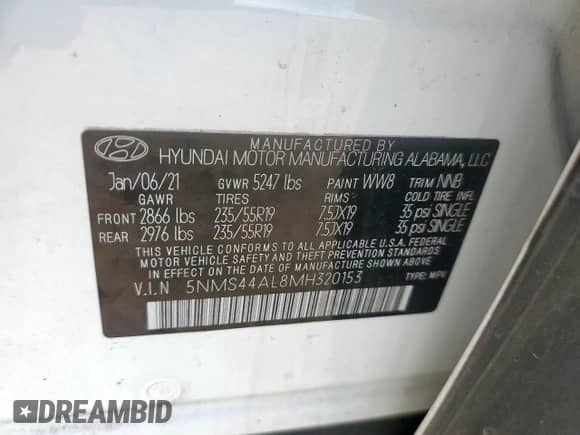 MANUFACTURED BY
HYUNDAI MOTOR MANUFACTURING ALABAMA, LLC
Jan/06/21 GVWR 5247 lbs PAINT WW8 TRIM NNB
GAWR TIRES RIMS COLD TIRE INFL
FRONT 2866 lbs 235/55R19 7.5JX19 35 psi SINGLE
REAR 2976 lbs 235/55R19 7.5JX19 35 psi SINGLE
THIS VEHICLE CONFORMS TO ALL APPLICABLE U.S.A. FEDERAL
MOTOR VEHICLE SAFETY AND THEFT PREVENTION STANDARDS
IN EFFECT ON THE DATE OF MANUFACTURE SHOWN ABOVE.
V.I.N 5NMS44AL8MH320153 TYPE: MPV
DREAMBID